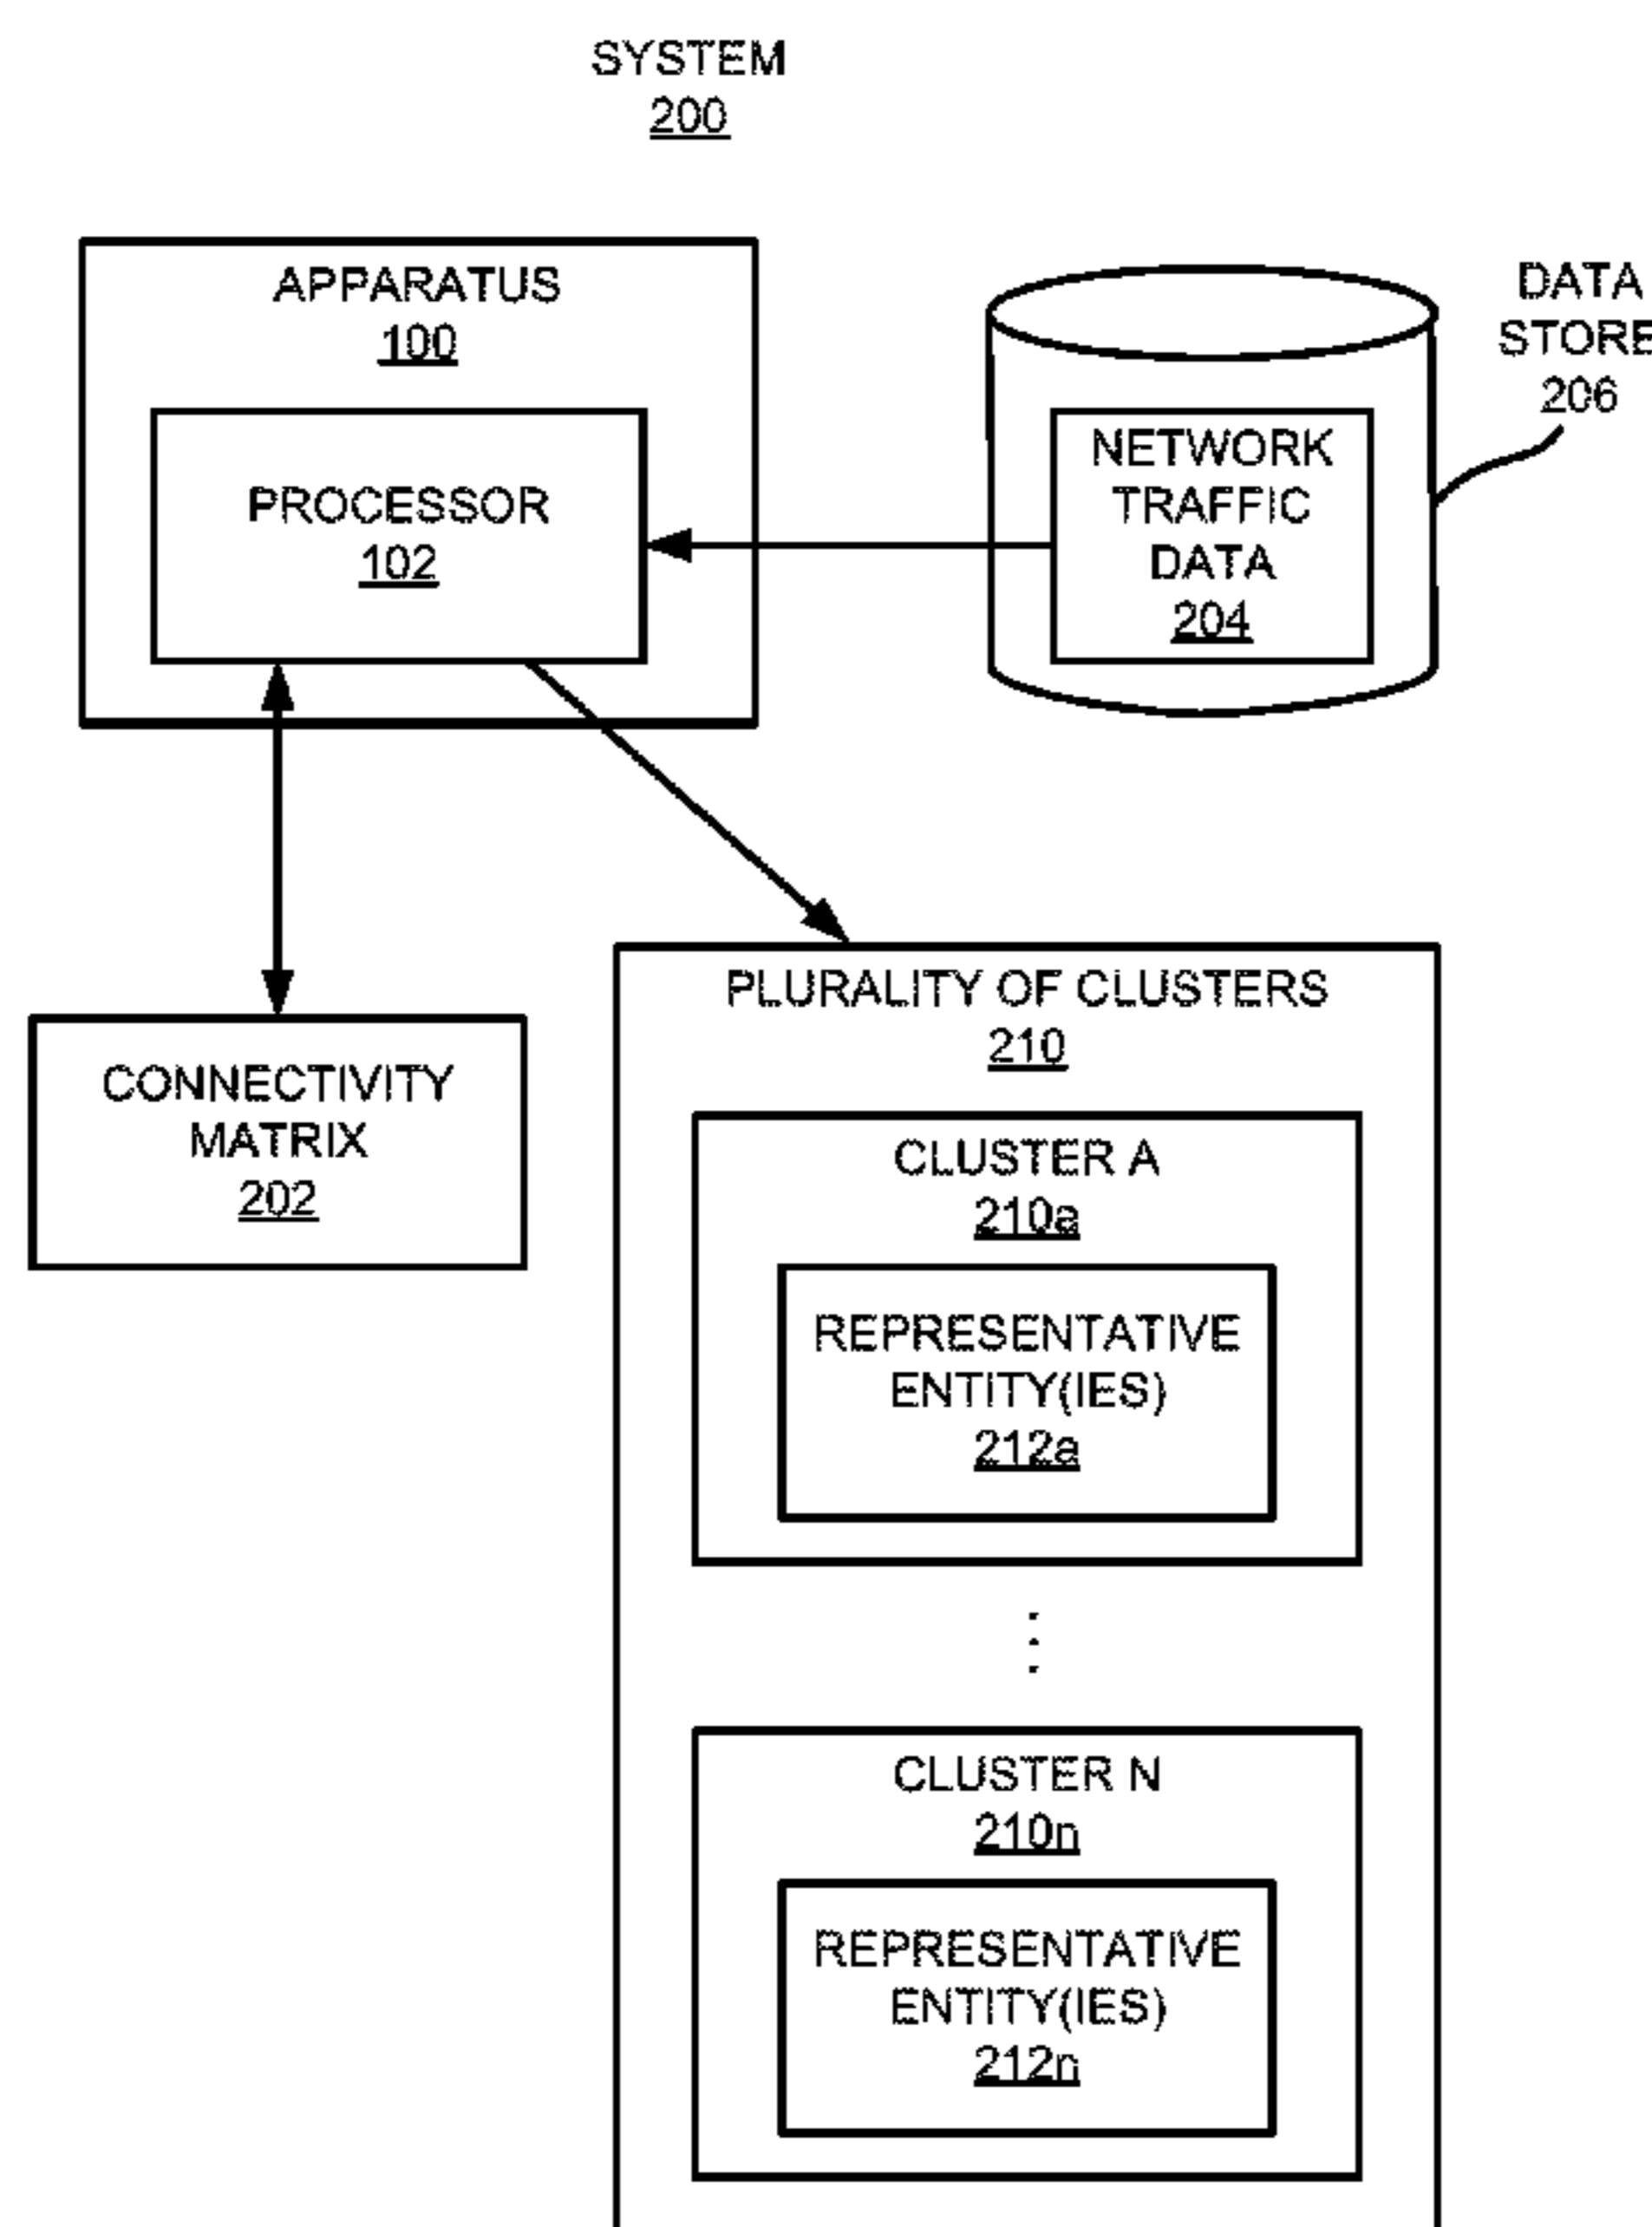 SYSTEM
200
APPARATUS
100
PROCESSOR
102
DATA
STORE
206
NETWORK
TRAFFIC
DATA
204
CONNECTIVITY
MATRIX
202
PLURALITY OF CLUSTERS
210
CLUSTER A
210a
REPRESENTATIVE
ENTITY(IES)
212a
CLUSTER N
210n
REPRESENTATIVE
ENTITY(IES)
212n